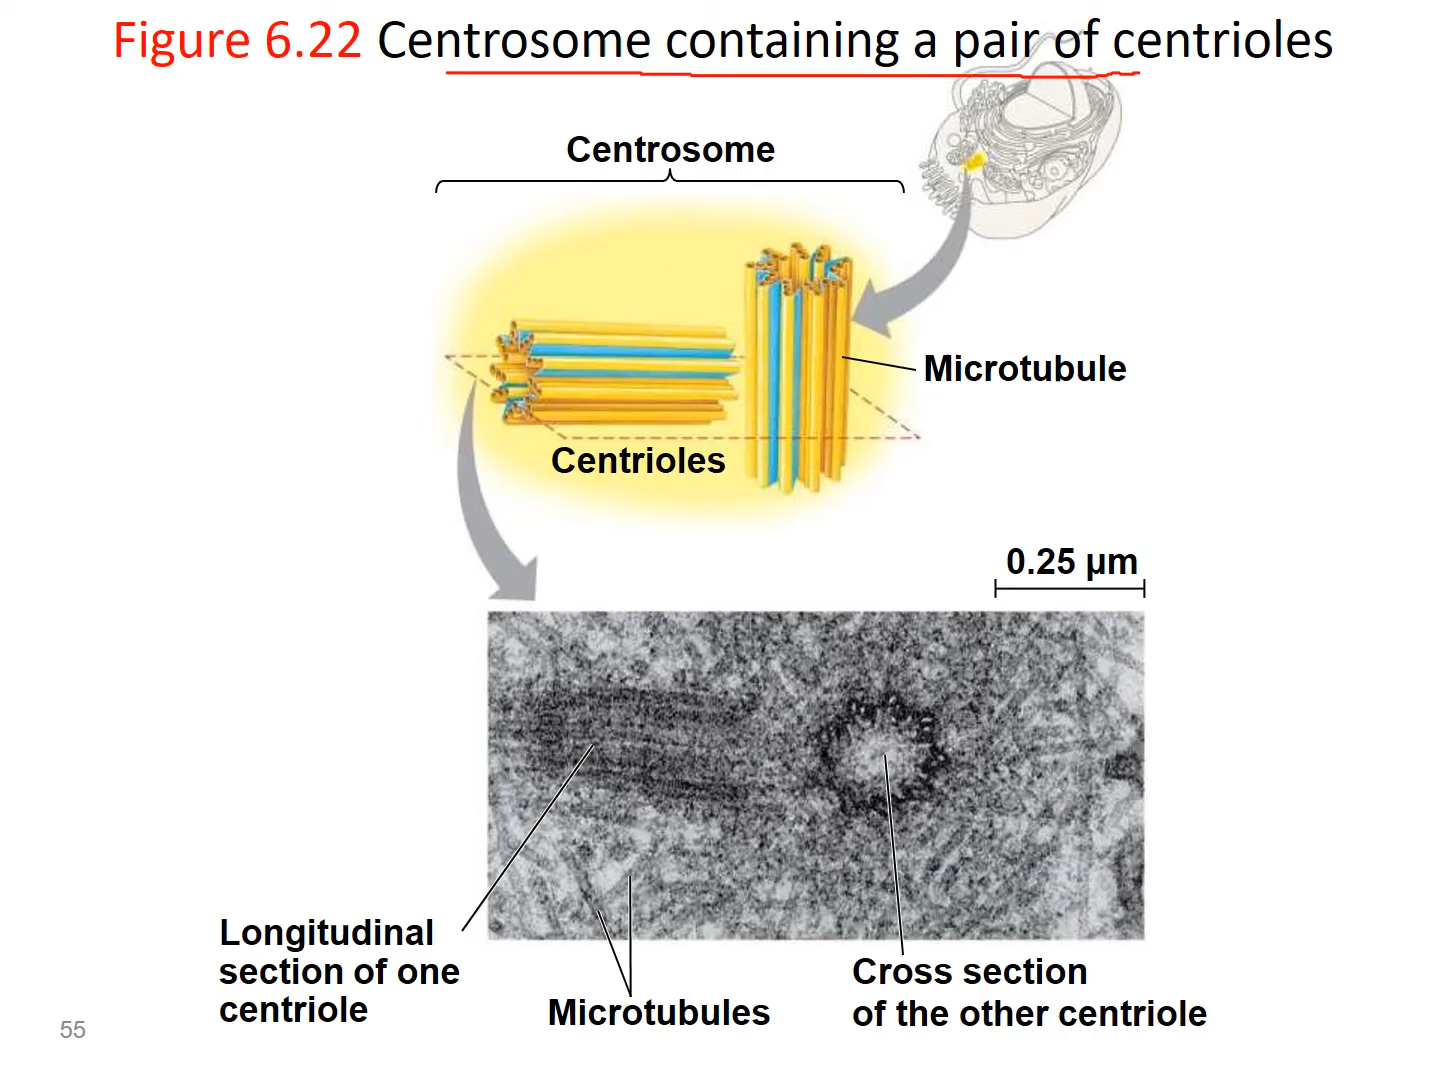 Figure 6.22 Centrosome containing a pair of centrioles
Centrosome
Microtubule
Centrioles
0.25 µm
Longitudinal
section of one
centriole
Microtubules
Cross section
of the other centriole
55